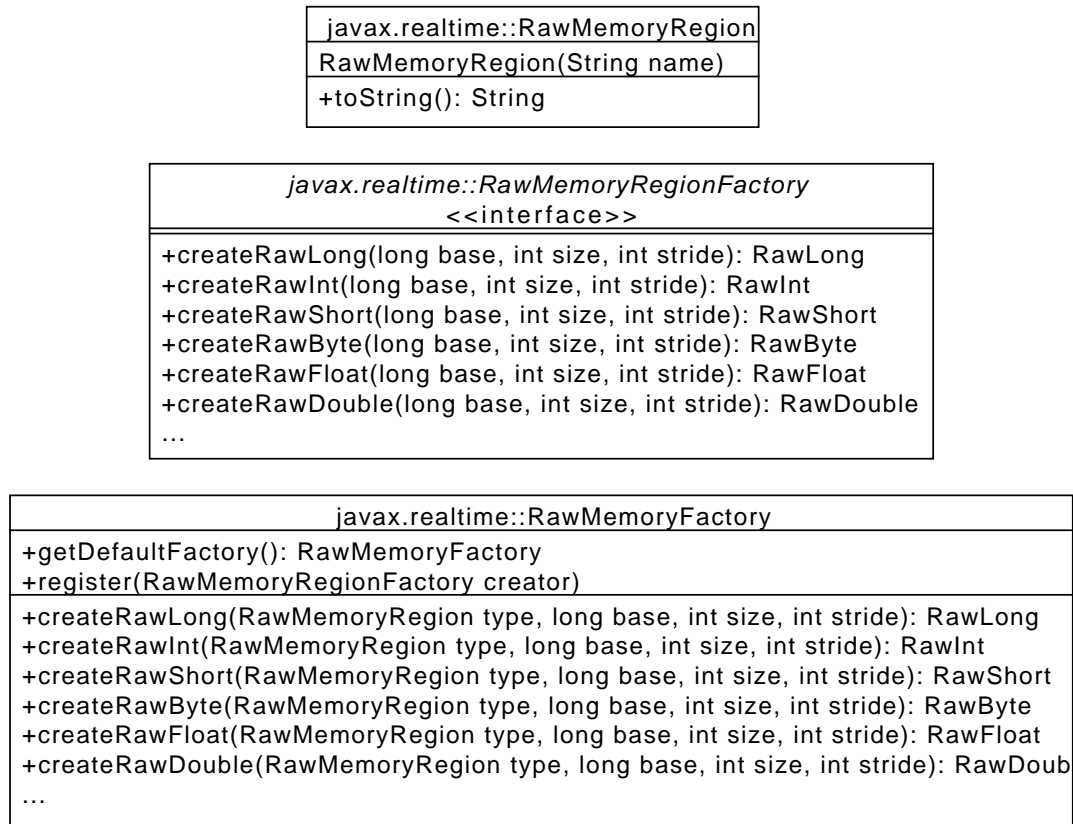 javax.realtime::RawMemoryRegion
RawMemoryRegion(String name)
+toString(): String
javax.realtime::RawMemoryRegionFactory
<<interface>>
+createRawLong(long base, int size, int stride): RawLong
+createRawInt(long base, int size, int stride): RawInt
+createRawShort(long base, int size, int stride): RawShort
+createRawByte(long base, int size, int stride): RawByte
+createRawFloat(long base, int size, int stride): RawFloat
+createRawDouble(long base, int size, int stride): RawDouble
...
javax.realtime::RawMemoryFactory
+getDefaultFactory(): RawMemoryFactory
+register(RawMemoryRegionFactory creator)
+createRawLong(RawMemoryRegion type, long base, int size, int stride): RawLong
+createRawInt(RawMemoryRegion type, long base, int size, int stride): RawInt
+createRawShort(RawMemoryRegion type, long base, int size, int stride): RawShort
+createRawByte(RawMemoryRegion type, long base, int size, int stride): RawByte
+createRawFloat(RawMemoryRegion type, long base, int size, int stride): RawFloat
+createRawDouble(RawMemoryRegion type, long base, int size, int stride): RawDoub
...